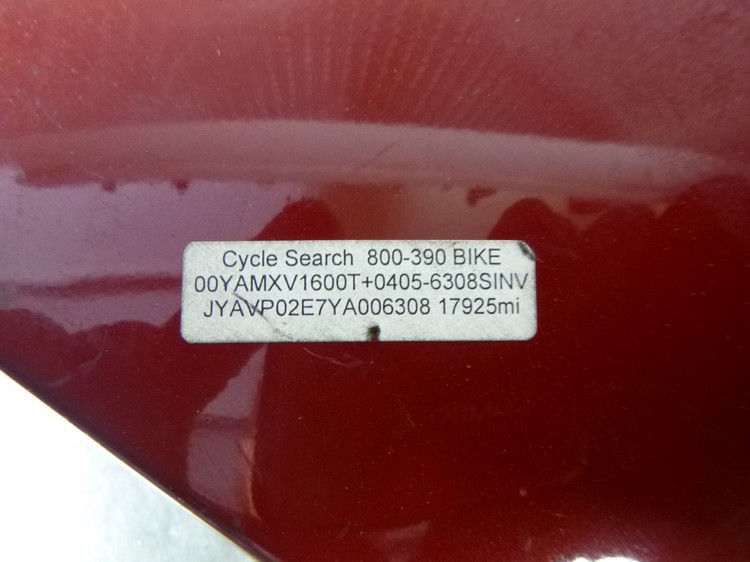 Cycle Search 800-390 BIKE
00YAMXV1600T+0405-6308SINV
JYAVP02E7YA006308 17925mi